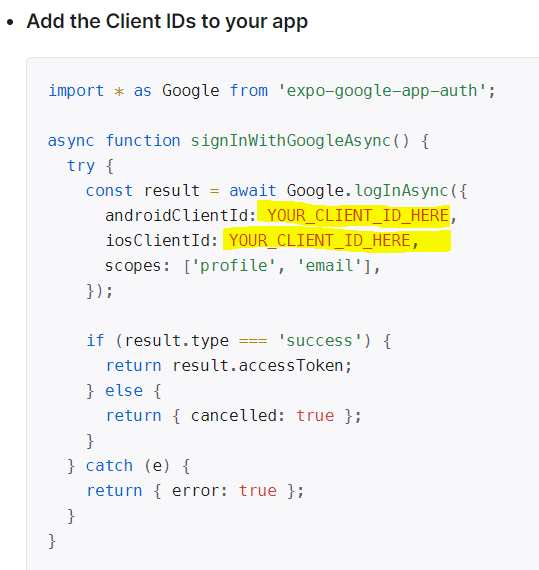 Add the Client IDs to your app
import * as Google from 'expo-google-app-auth';
async function signInWithGoogleAsync() {
try {
const result = await Google.logInAsync({
androidClientId: YOUR_CLIENT_ID_HERE,
iosClientId: YOUR_CLIENT_ID_HERE,
scopes: ['profile', 'email'],
});
if (result.type === 'success') {
return result.accessToken;
} else {
return { cancelled: true };
}
} catch (e) {
return { error: true };
}
}